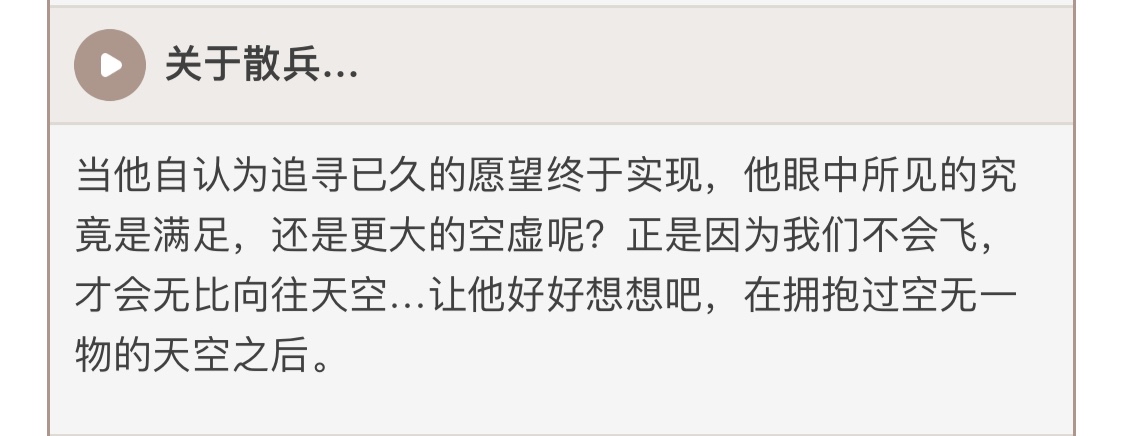 关于散兵...
当他自认为追寻已久的愿望终于实现，他眼中所见的究
竟是满足，还是更大的空虚呢？正是因为我们不会飞，
才会无比向往天空...让他好好想想吧，在拥抱过空无一
物的天空之后。